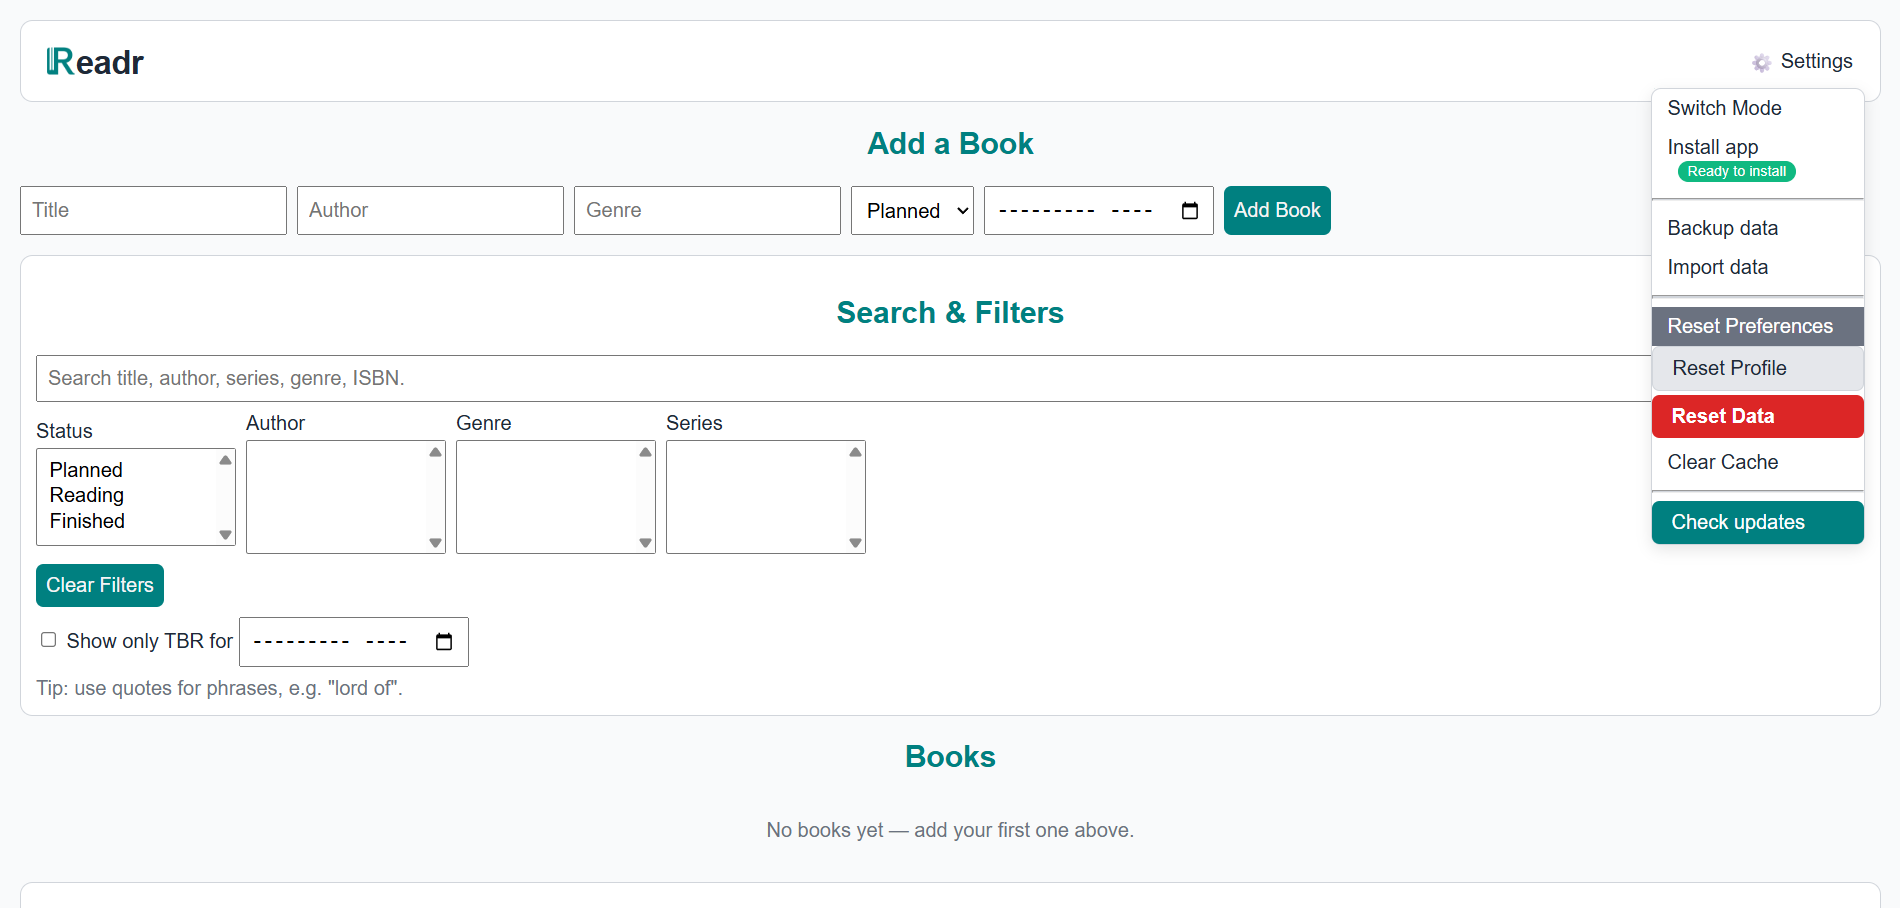 Readr
Settings
Switch Mode
Install app
Ready to install
Backup data
Import data
Reset Preferences
Reset Profile
Reset Data
Clear Cache
Check updates
Add a Book
Title Author Genre Planned --------- ---- Add Book
Search & Filters
Search title, author, series, genre, ISBN.
Status Author Genre Series
Planned
Reading
Finished
Clear Filters
Show only TBR for --------- ----
Tip: use quotes for phrases, e.g. "lord of".
Books
No books yet — add your first one above.